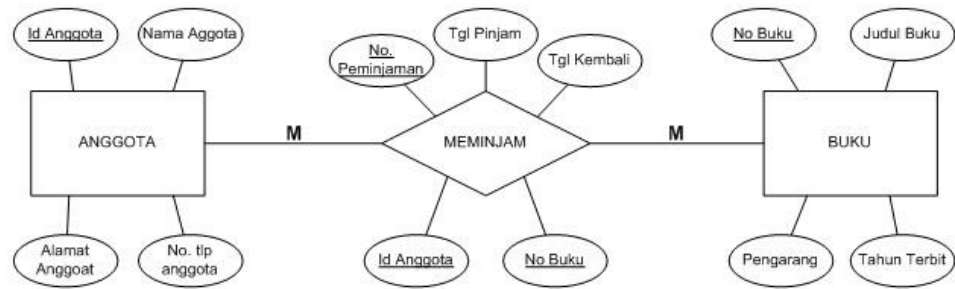 Id Anggota
Nama Aggota
No.
Peminjaman
Tgl Pinjam
Tgl Kembali
No Buku
Judul Buku
ANGGOTA
M
MEMINJAM
M
BUKU
Alamat
Anggoat
No. tlp
anggota
Id Anggota
No Buku
Pengarang
Tahun Terbit